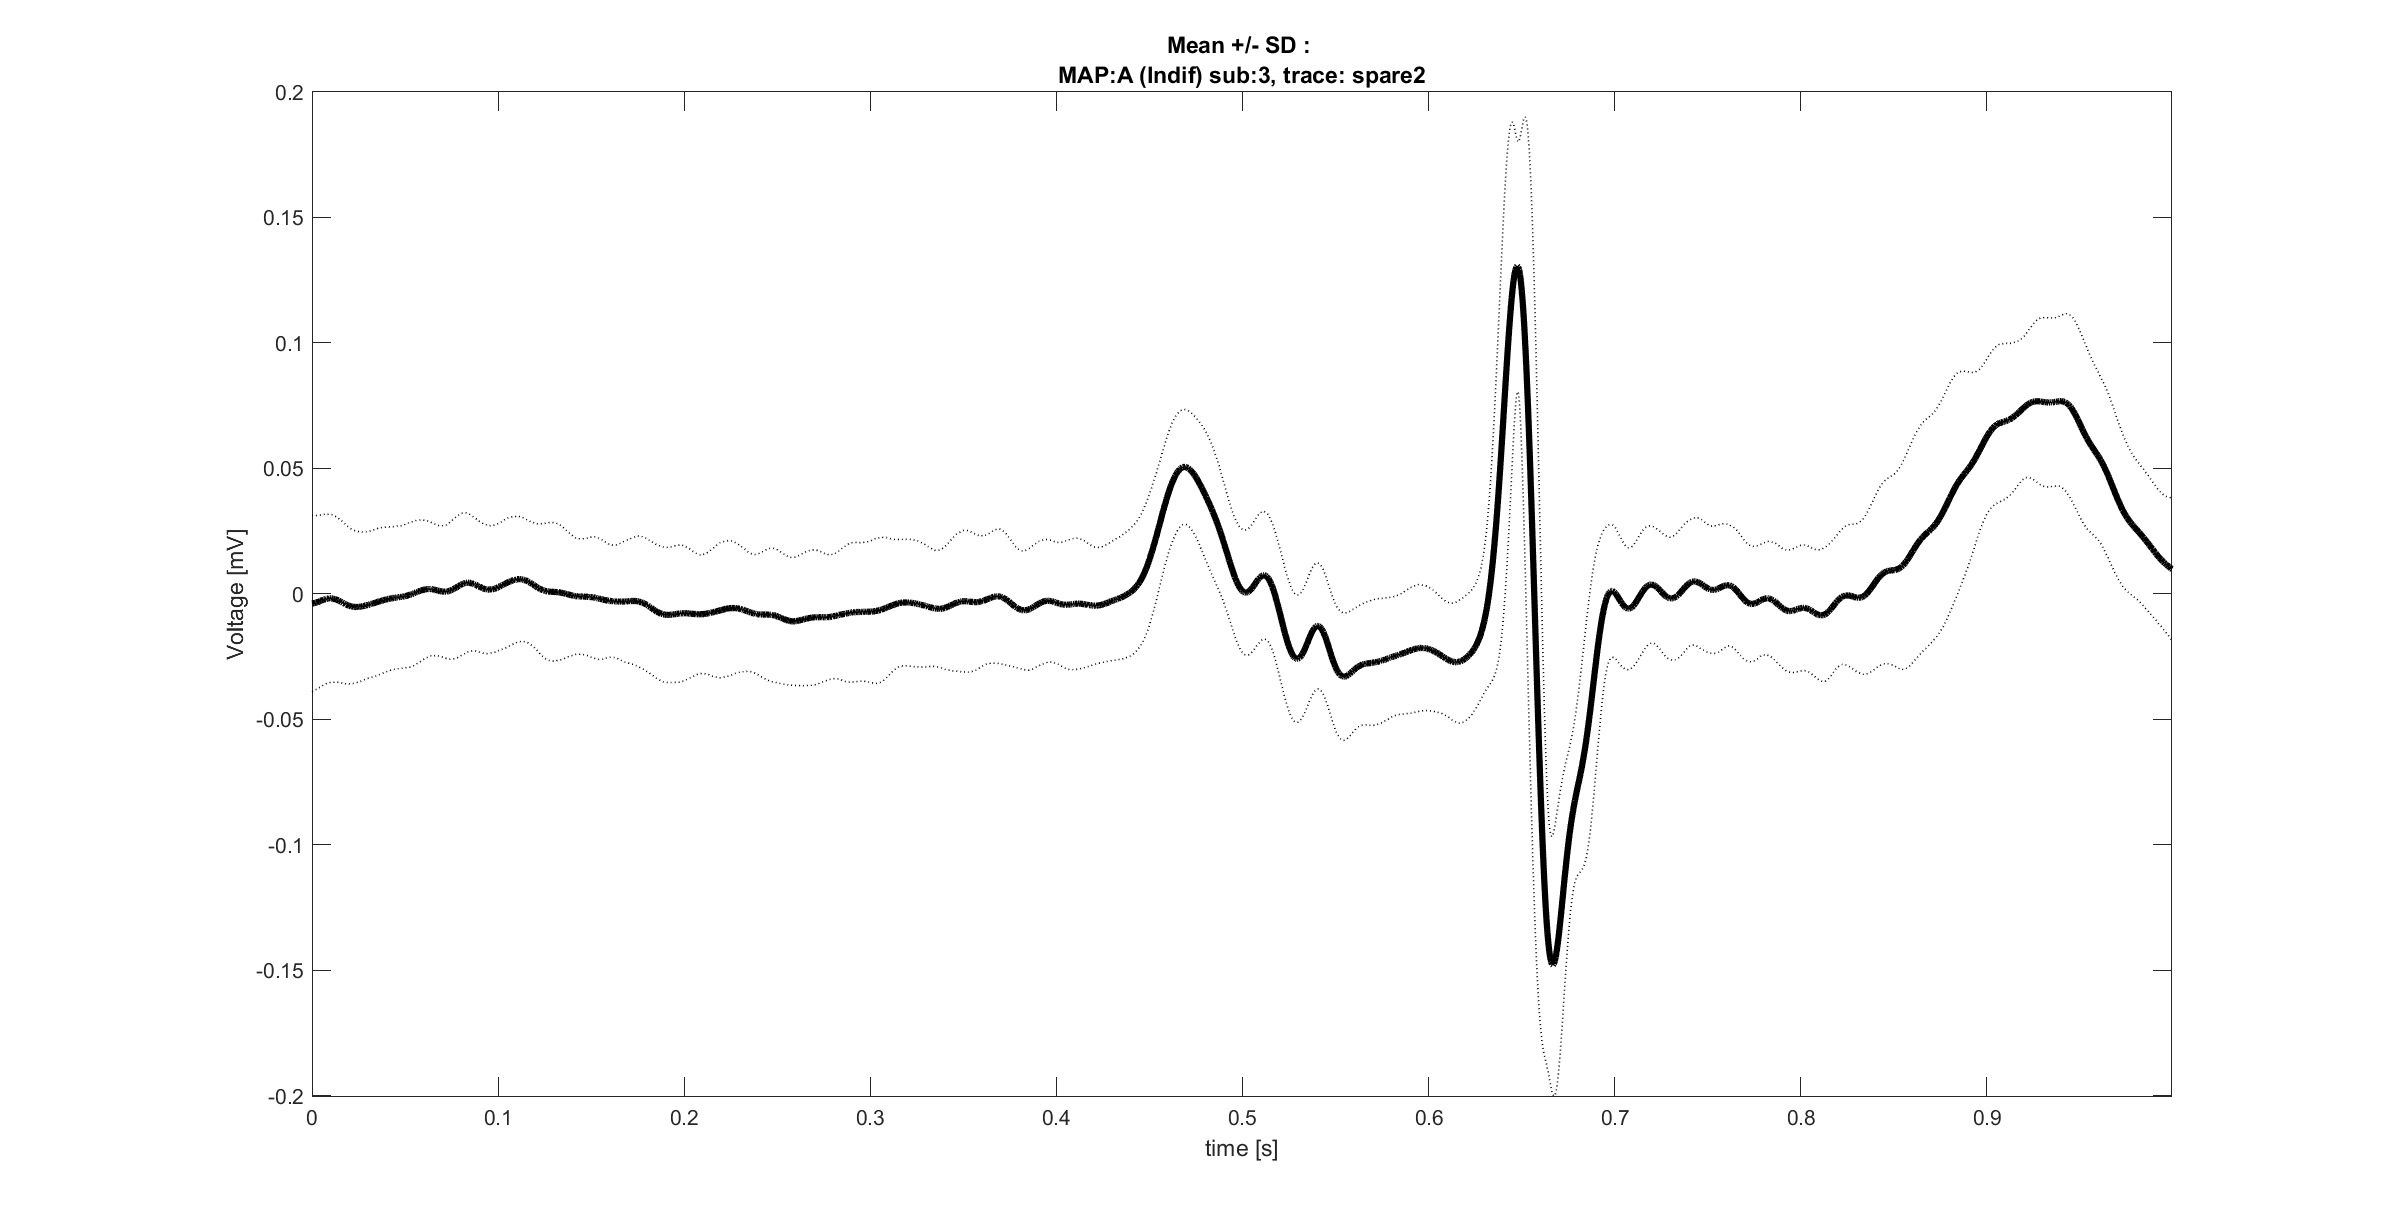 Mean +/- SD :
MAP:A (Indif) sub:3, trace: spare2
0.2
0.15
0.1
0.05
0
-0.05
-0.1
-0.15
-0.2
Voltage [mV]
0 0.1 0.2 0.3 0.4 0.5 0.6 0.7 0.8 0.9
time [s]